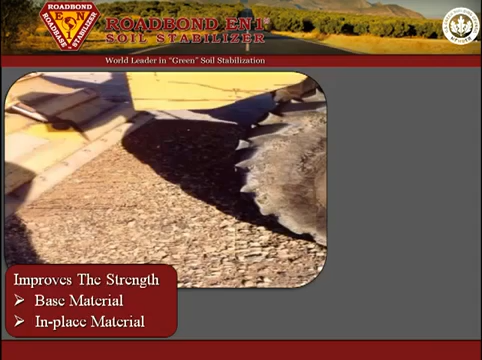 ROADBOND
EN1
ROADBASE
STABILIZER
ROADBOND EN1
SOIL STABILIZER
World Leader in "Green" Soil Stabilization
Improves The Strength
➢ Base Material
➢ In-place Material